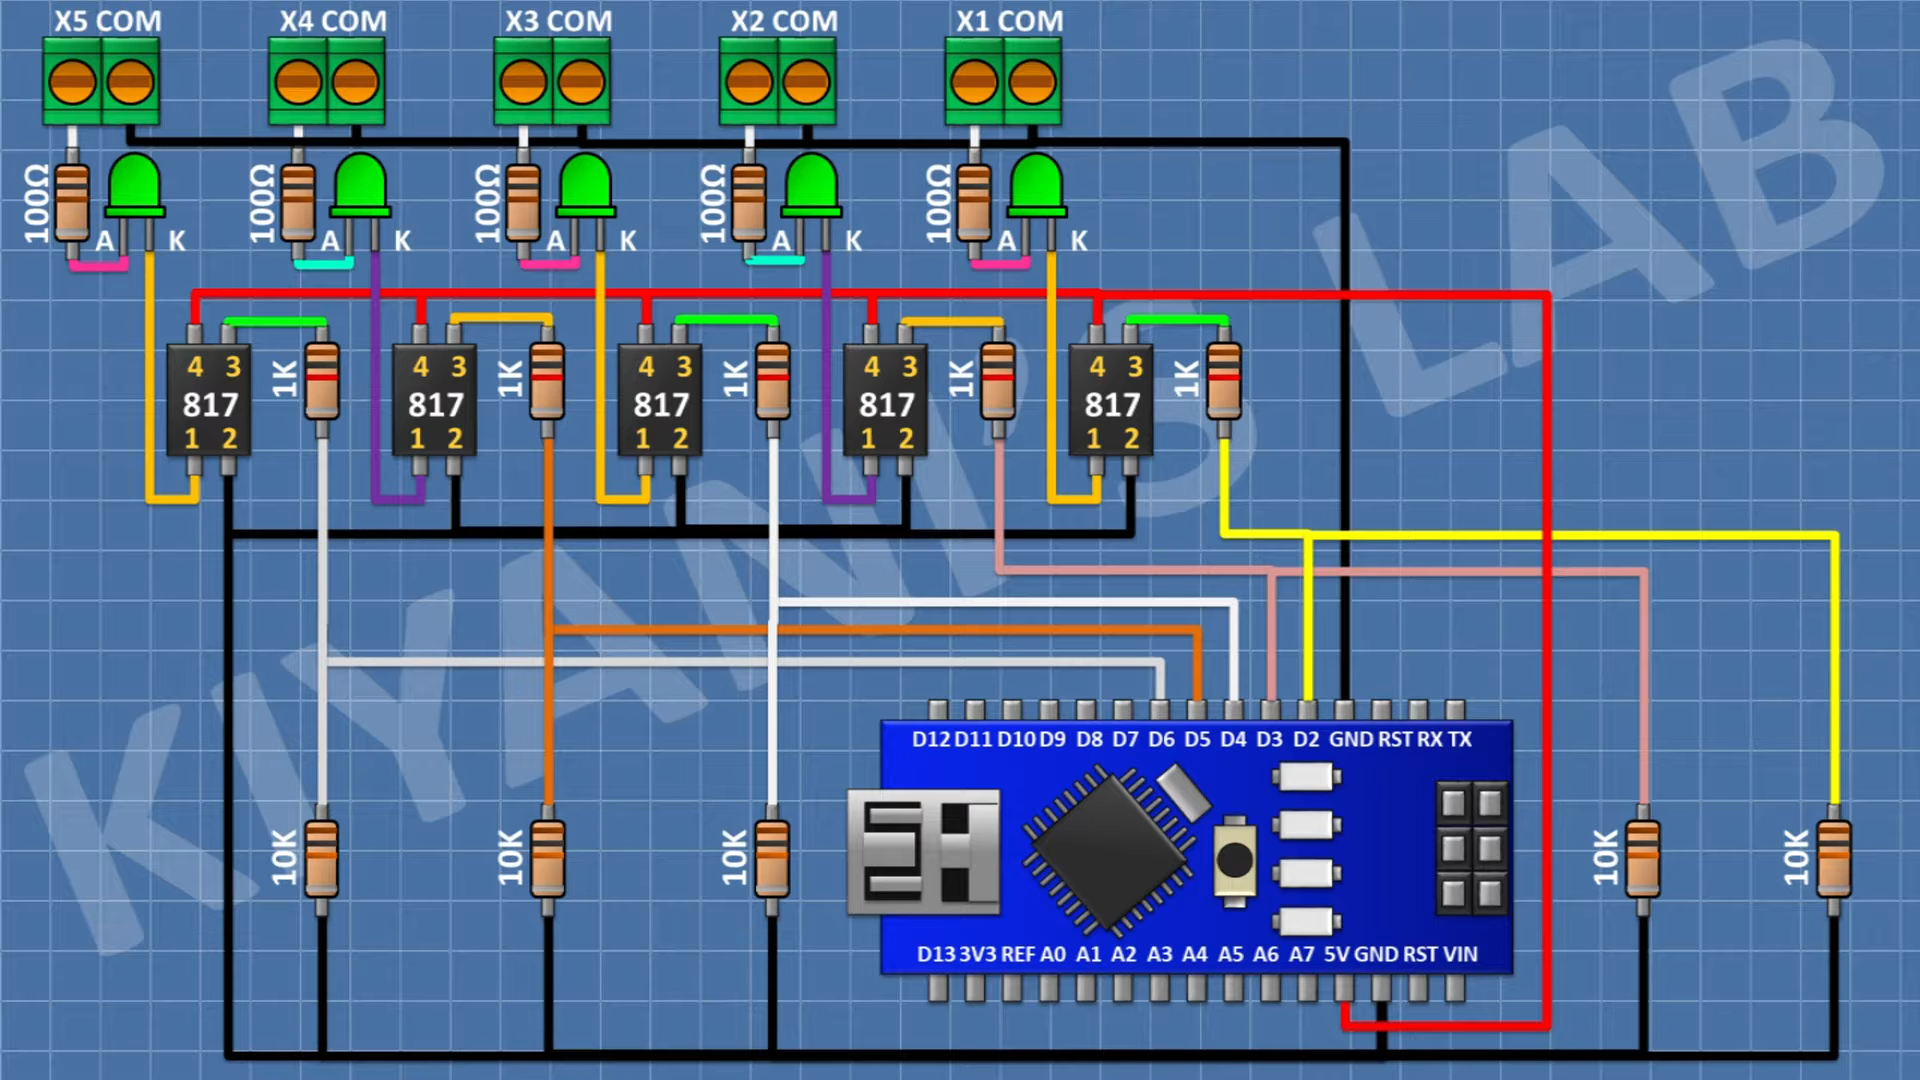 X5 COM X4 COM X3 COM X2 COM X1 COM
100Ω 100Ω 100Ω 100Ω 100Ω
A K A K A K A K A K
4 3 1K 4 3 1K 4 3 1K 4 3 1K 4 3 1K
817 817 817 817 817
1 2 1 2 1 2 1 2 1 2
KIYANI'S LAB
D12 D11 D10 D9 D8 D7 D6 D5 D4 D3 D2 GND RST RX TX
10K 10K 10K 10K 10K
D13 3V3 REF A0 A1 A2 A3 A4 A5 A6 A7 5V GND RST VIN